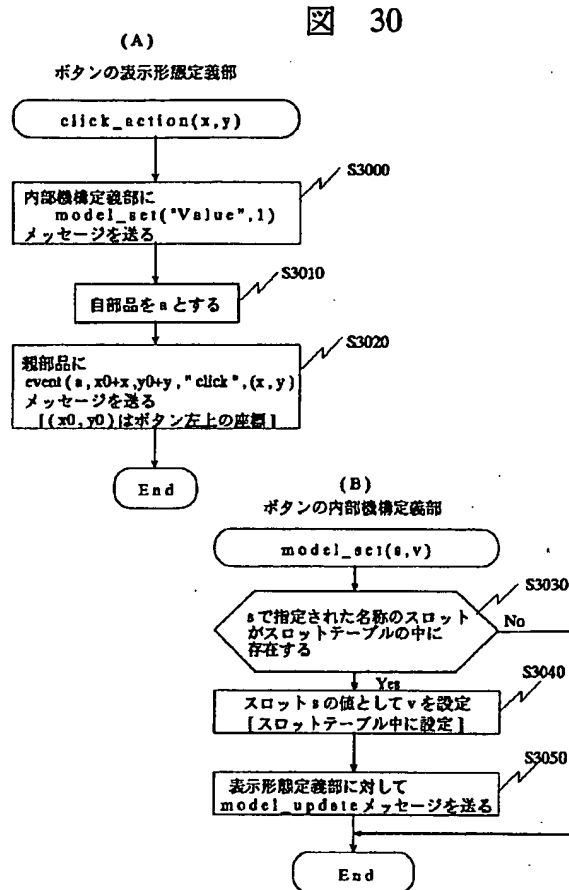 図 30
(A)
ボタンの表示形態定義部
click_action(x,y)
S3000
内部機構定義部に
model_set("Value",1)
メッセージを送る
S3010
自部品をaとする
S3020
親部品に
event(a,x0+x,y0+y,"click",(x,y)
メッセージを送る
[(x0,y0)はボタン左上の座標]
End
(B)
ボタンの内部機構定義部
model_set(s,v)
S3030
sで指定された名称のスロット
がスロットテーブルの中に
存在する
No
Yes
S3040
スロットsの値としてvを設定
[スロットテーブル中に設定]
S3050
表示形態定義部に対して
model_updateメッセージを送る
End